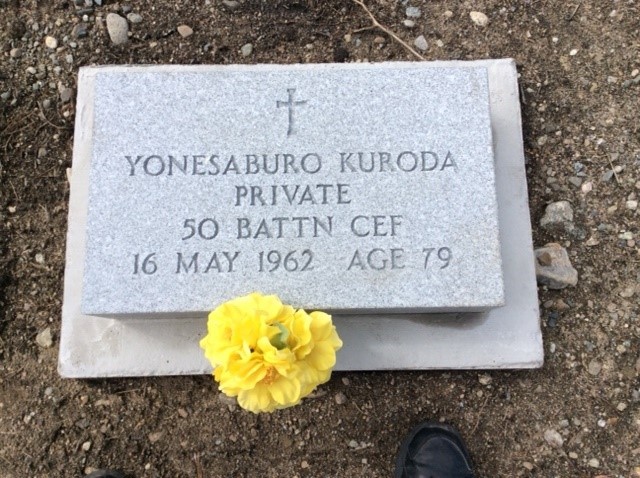 YONESABURO KURODA
PRIVATE
50 BATTN CEF
16 MAY 1962 AGE 79